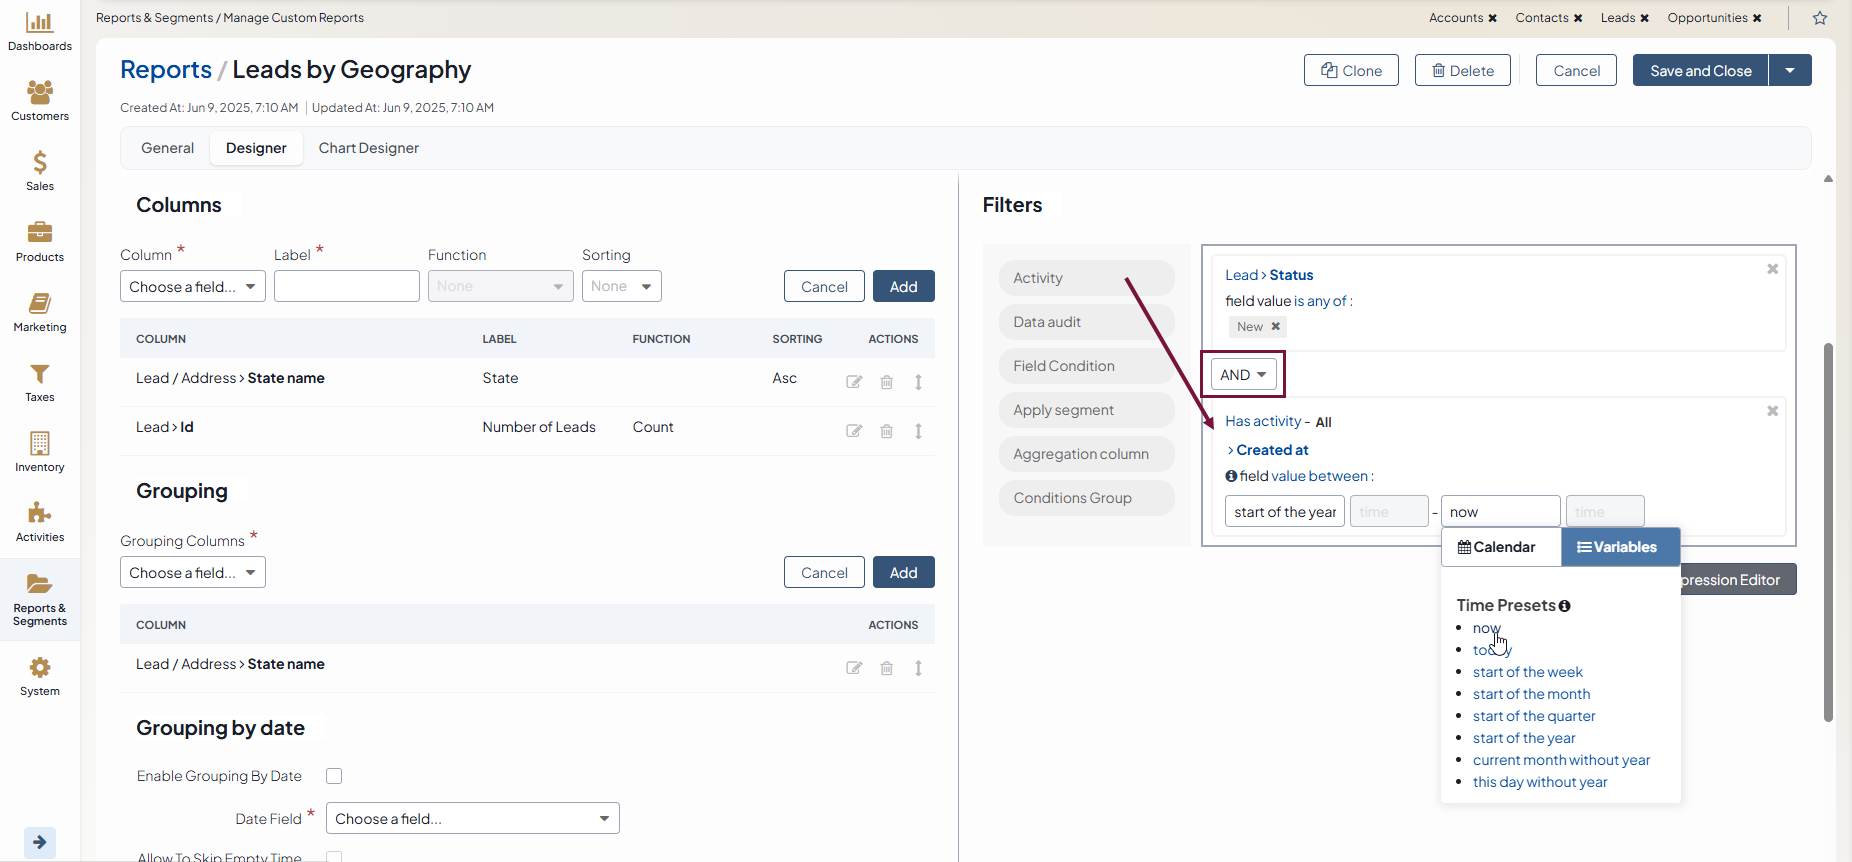 Dashboards
Customers
Sales
Products
Marketing
Taxes
Inventory
Activities
Reports &
Segments
System
Reports & Segments / Manage Custom Reports
Accounts ✖ Contacts ✖ Leads ✖ Opportunities ✖
Reports / Leads by Geography
Clone
Delete
Cancel
Save and Close
Created At: Jun 9, 2025, 7:10 AM | Updated At: Jun 9, 2025, 7:10 AM
General Designer Chart Designer
Columns
Column * Label * Function Sorting
Choose a field... None None Cancel Add
COLUMN LABEL FUNCTION SORTING ACTIONS
Lead / Address > State name State Asc
Lead > Id Number of Leads Count
Grouping
Grouping Columns *
Choose a field... Cancel Add
COLUMN ACTIONS
Lead / Address > State name
Grouping by date
Enable Grouping By Date
Date Field * Choose a field...
Allow To Skip Empty Time
Filters
Activity
Data audit
Field Condition
Apply segment
Aggregation column
Conditions Group
Lead > Status
field value is any of :
New ✖
AND
Has activity - All
> Created at
field value between :
start of the year time - now time
Calendar Variables
pression Editor
Time Presets
• now
• today
• start of the week
• start of the month
• start of the quarter
• start of the year
• current month without year
• this day without year